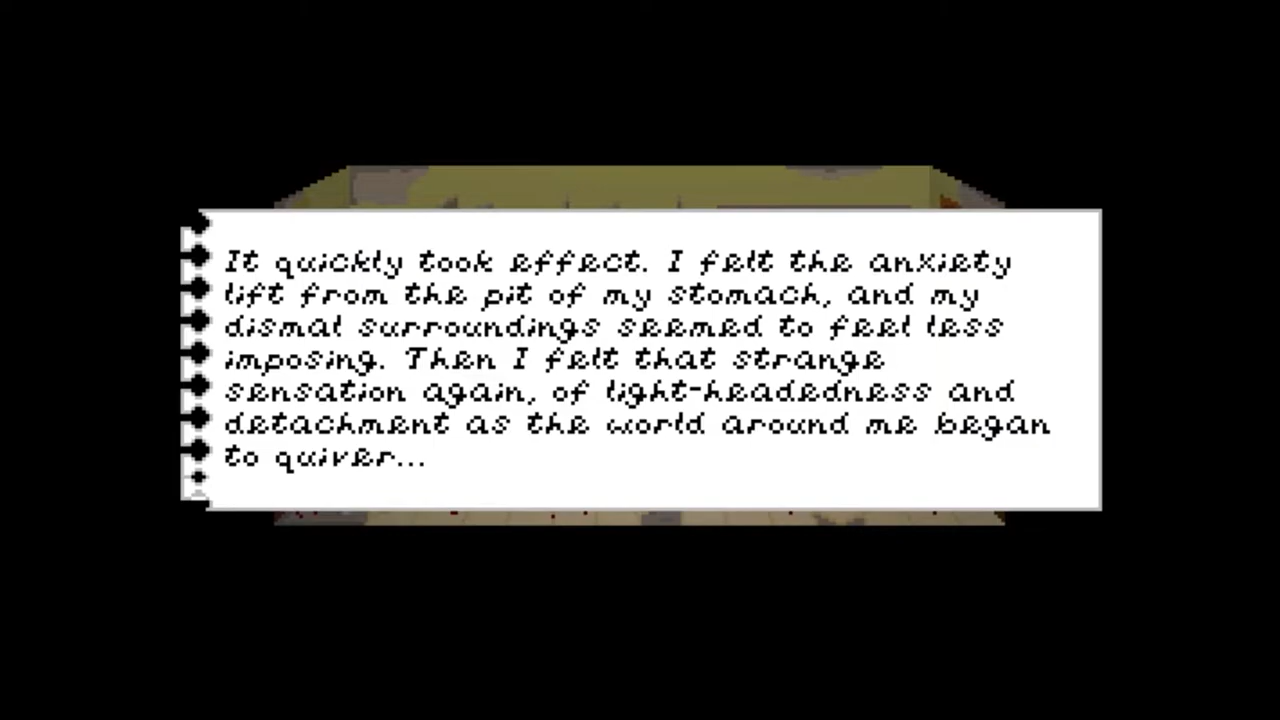 It quickly took effect. I felt the anxiety
lift from the pit of my stomach, and my
dismal surroundings seemed to feel less
imposing. Then I felt that strange
sensation again, of light-headedness and
detachment as the world around me began
to quiver...